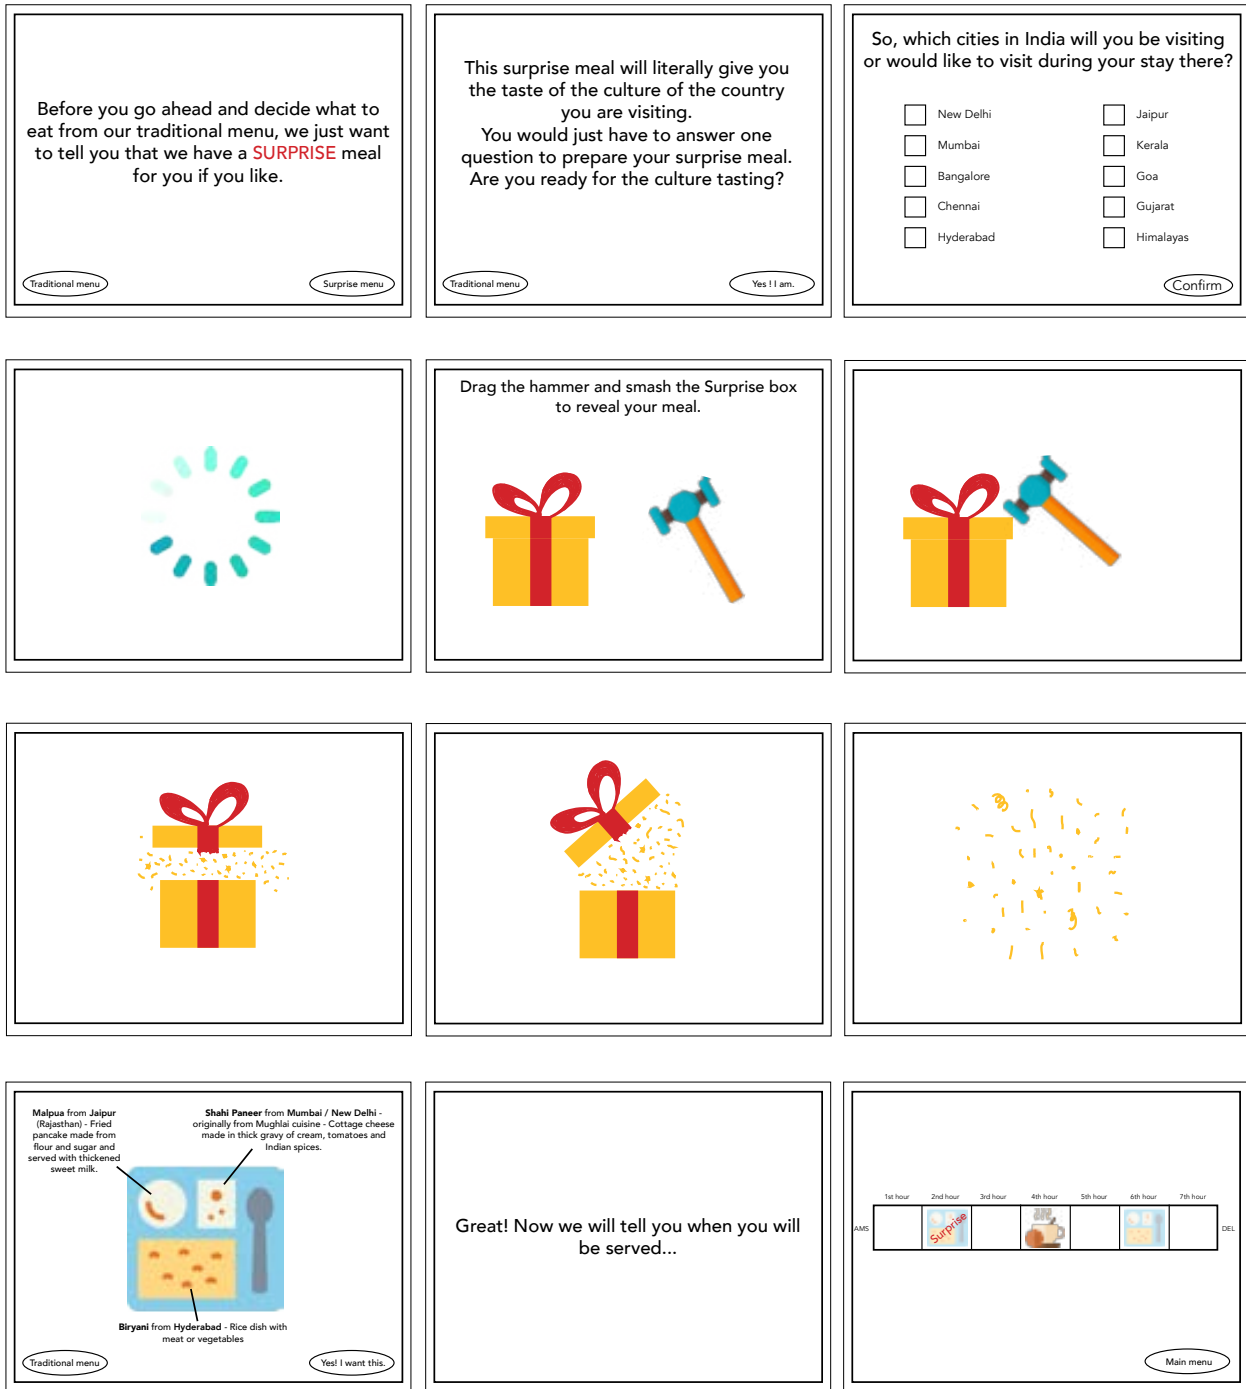 Before you go ahead and decide what to
eat from our traditional menu, we just want
to tell you that we have a SURPRISE meal
for you if you like.
Traditional menu
Surprise menu
This surprise meal will literally give you
the taste of the culture of the country
you are visiting.
You would just have to answer one
question to prepare your surprise meal.
Are you ready for the culture tasting?
Traditional menu
Yes ! I am.
So, which cities in India will you be visiting
or would like to visit during your stay there?
New Delhi
Mumbai
Bangalore
Chennai
Hyderabad
Jaipur
Kerala
Goa
Gujarat
Himalayas
Confirm
Drag the hammer and smash the Surprise box
to reveal your meal.
Malpua from Jaipur
(Rajasthan) - Fried
pancake made from
flour and sugar and
served with thickened
sweet milk.
Shahi Paneer from Mumbai / New Delhi -
originally from Mughlai cuisine - Cottage cheese
made in thick gravy of cream, tomatoes and
Indian spices.
Biryani from Hyderabad - Rice dish with
meat or vegetables
Traditional menu
Yes! I want this.
Great! Now we will tell you when you will
be served...
1st hour 2nd hour 3rd hour 4th hour 5th hour 6th hour 7th hour
AMS
Surprise
DEL
Main menu